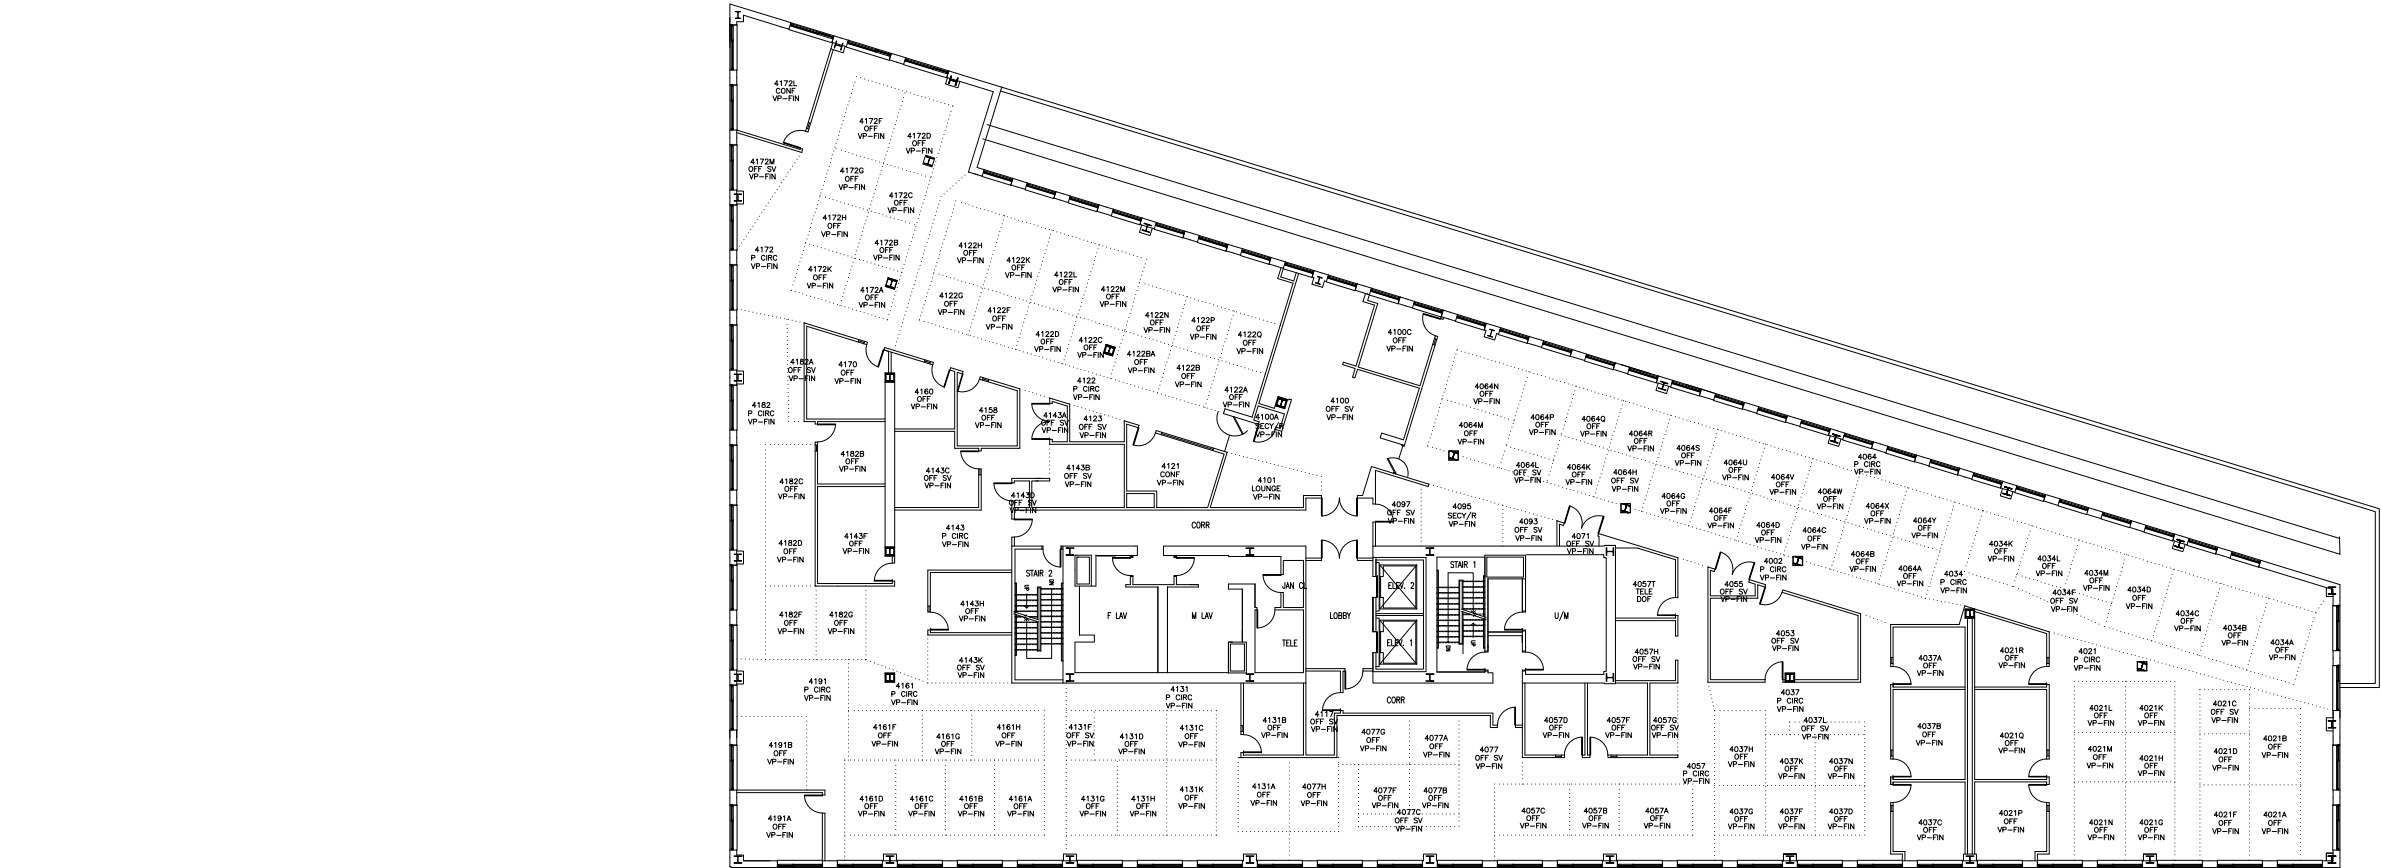 4172L
CONF
VP-FIN
4172F
OFF
VP-FIN
4172D
OFF
VP-FIN
4172M
OFF SV
VP-FIN
4172G
OFF
VP-FIN
4172C
OFF
VP-FIN
4172H
OFF
VP-FIN
4172B
OFF
VP-FIN
4172
P CIRC
VP-FIN
4172K
OFF
VP-FIN
4172A
OFF
VP-FIN
4122H
OFF
VP-FIN
4122K
OFF
VP-FIN
4122L
OFF
VP-FIN
4122M
OFF
VP-FIN
4122G
OFF
VP-FIN
4122F
OFF
VP-FIN
4122D
OFF
VP-FIN
4122C
OFF
VP-FIN
4122N
OFF
VP-FIN
4122P
OFF
VP-FIN
4122Q
OFF
VP-FIN
4122BA
OFF
VP-FIN
4122B
OFF
VP-FIN
4122A
OFF
VP-FIN
4122
P CIRC
VP-FIN
4100C
OFF
VP-FIN
4100
OFF SV
VP-FIN
4100A
SECY/R
VP-FIN
4182A
OFF SV
VP-FIN
4170
OFF
VP-FIN
4160
OFF
VP-FIN
4158
OFF
VP-FIN
4143A
OFF SV
VP-FIN
4123
OFF SV
VP-FIN
4182
P CIRC
VP-FIN
4182B
OFF
VP-FIN
4143C
OFF SV
VP-FIN
4143B
OFF SV
VP-FIN
4121
CONF
VP-FIN
4101
LOUNGE
VP-FIN
4182C
OFF
VP-FIN
4143D
OFF SV
VP-FIN
4182D
OFF
VP-FIN
4143F
OFF
VP-FIN
4143
P CIRC
VP-FIN
CORR
4097
OFF SV
VP-FIN
4095
SECY/R
VP-FIN
4093
OFF SV
VP-FIN
4071
OFF SV
VP-FIN
4064N
OFF
VP-FIN
4064M
OFF
VP-FIN
4064P
OFF
VP-FIN
4064Q
OFF
VP-FIN
4064R
OFF
VP-FIN
4064S
OFF
VP-FIN
4064U
OFF
VP-FIN
4064V
OFF
VP-FIN
4064W
OFF
VP-FIN
4064X
OFF
VP-FIN
4064Y
OFF
VP-FIN
4064
P CIRC
VP-FIN
4064L
OFF SV
VP-FIN
4064K
OFF
VP-FIN
4064H
OFF SV
VP-FIN
4064G
OFF
VP-FIN
4064F
OFF
VP-FIN
4064D
OFF
VP-FIN
4064C
OFF
VP-FIN
4064B
OFF
VP-FIN
4064A
OFF
VP-FIN
4034
P CIRC
VP-FIN
4034K
OFF
VP-FIN
4034L
OFF
VP-FIN
4034M
OFF
VP-FIN
4034F
OFF SV
VP-FIN
4034D
OFF
VP-FIN
4034C
OFF
VP-FIN
4034B
OFF
VP-FIN
4034A
OFF
VP-FIN
4002
P CIRC
VP-FIN
4055
OFF SV
VP-FIN
4053
OFF SV
VP-FIN
4057T
TELE
DOF
4057H
OFF SV
VP-FIN
STAIR 2
UP
DN
F LAV
M LAV
JAN CL
TELE
LOBBY
ELEV. 2
ELEV. 1
STAIR 1
DN
UP
U/M
4182F
OFF
VP-FIN
4182G
OFF
VP-FIN
4143H
OFF
VP-FIN
4143K
OFF SV
VP-FIN
4191
P CIRC
VP-FIN
4161
P CIRC
VP-FIN
4131
P CIRC
VP-FIN
CORR
4037A
OFF
VP-FIN
4021R
OFF
VP-FIN
4021
P CIRC
VP-FIN
4037
P CIRC
VP-FIN
4191B
OFF
VP-FIN
4161F
OFF
VP-FIN
4161G
OFF
VP-FIN
4161H
OFF
VP-FIN
4131F
OFF SV
VP-FIN
4131D
OFF
VP-FIN
4131C
OFF
VP-FIN
4131B
OFF
VP-FIN
4117
OFF SV
VP-FIN
4077G
OFF
VP-FIN
4077A
OFF
VP-FIN
4077
OFF SV
VP-FIN
4057D
OFF
VP-FIN
4057F
OFF
VP-FIN
4057G
OFF SV
VP-FIN
4057
P CIRC
VP-FIN
4037H
OFF
VP-FIN
4037L
OFF SV
VP-FIN
4037K
OFF
VP-FIN
4037N
OFF
VP-FIN
4037B
OFF
VP-FIN
4021Q
OFF
VP-FIN
4021L
OFF
VP-FIN
4021K
OFF
VP-FIN
4021C
OFF SV
VP-FIN
4021M
OFF
VP-FIN
4021H
OFF
VP-FIN
4021D
OFF
VP-FIN
4021B
OFF
VP-FIN
4191A
OFF
VP-FIN
4161D
OFF
VP-FIN
4161C
OFF
VP-FIN
4161B
OFF
VP-FIN
4161A
OFF
VP-FIN
4131G
OFF
VP-FIN
4131H
OFF
VP-FIN
4131K
OFF
VP-FIN
4131A
OFF
VP-FIN
4077H
OFF
VP-FIN
4077F
OFF
VP-FIN
4077B
OFF
VP-FIN
4077C
OFF SV
VP-FIN
4057C
OFF
VP-FIN
4057B
OFF
VP-FIN
4057A
OFF
VP-FIN
4037G
OFF
VP-FIN
4037F
OFF
VP-FIN
4037D
OFF
VP-FIN
4037C
OFF
VP-FIN
4021P
OFF
VP-FIN
4021N
OFF
VP-FIN
4021G
OFF
VP-FIN
4021F
OFF
VP-FIN
4021A
OFF
VP-FIN